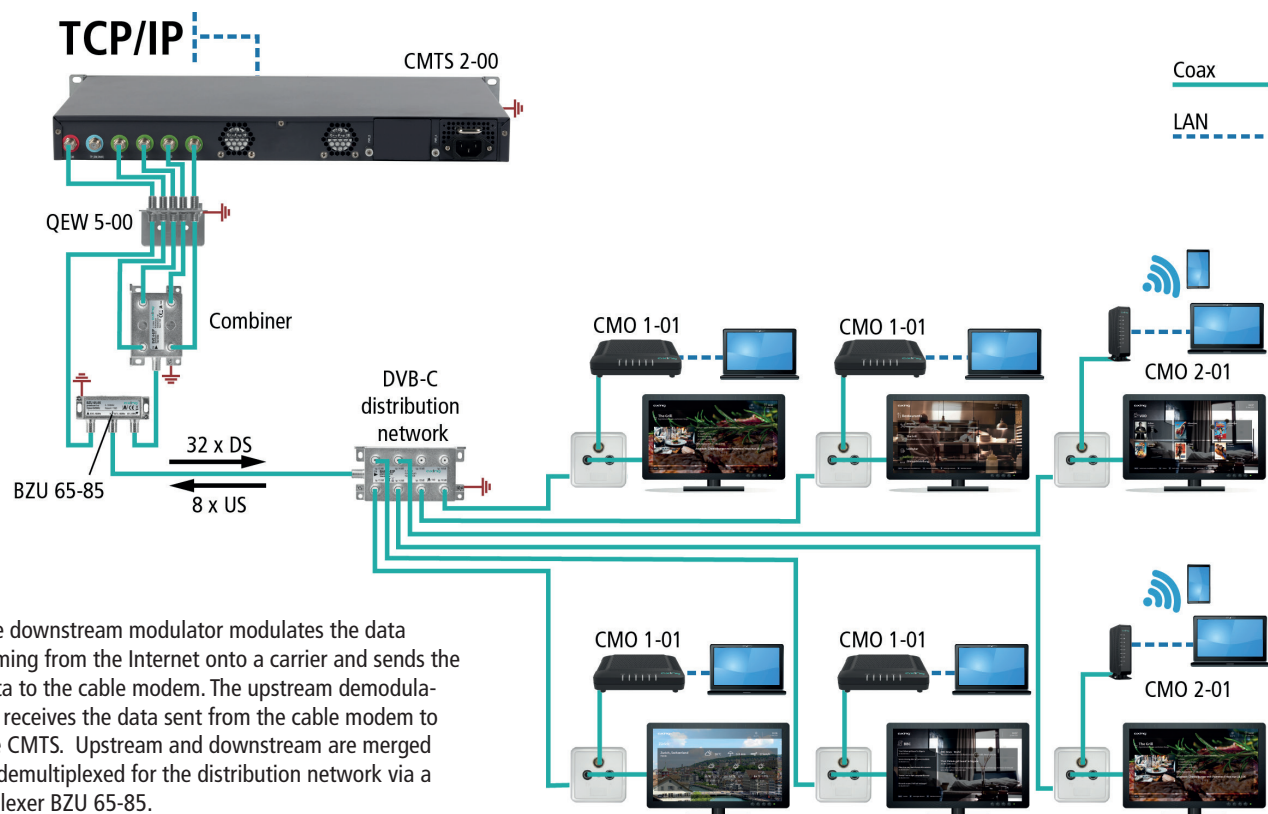 TCP/IP
CMTS 2-00
Coax
LAN
QEW 5-00
Combiner
CMO 1-01
CMO 1-01
CMO 2-01
DVB-C
distribution
network
32 x DS
BZU 65-85
8 x US
CMO 1-01
CMO 1-01
CMO 2-01
e downstream modulator modulates the data
ming from the Internet onto a carrier and sends the
ta to the cable modem. The upstream demodula-
receives the data sent from the cable modem to
e CMTS. Upstream and downstream are merged
demultiplexed for the distribution network via a
plexer BZU 65-85.